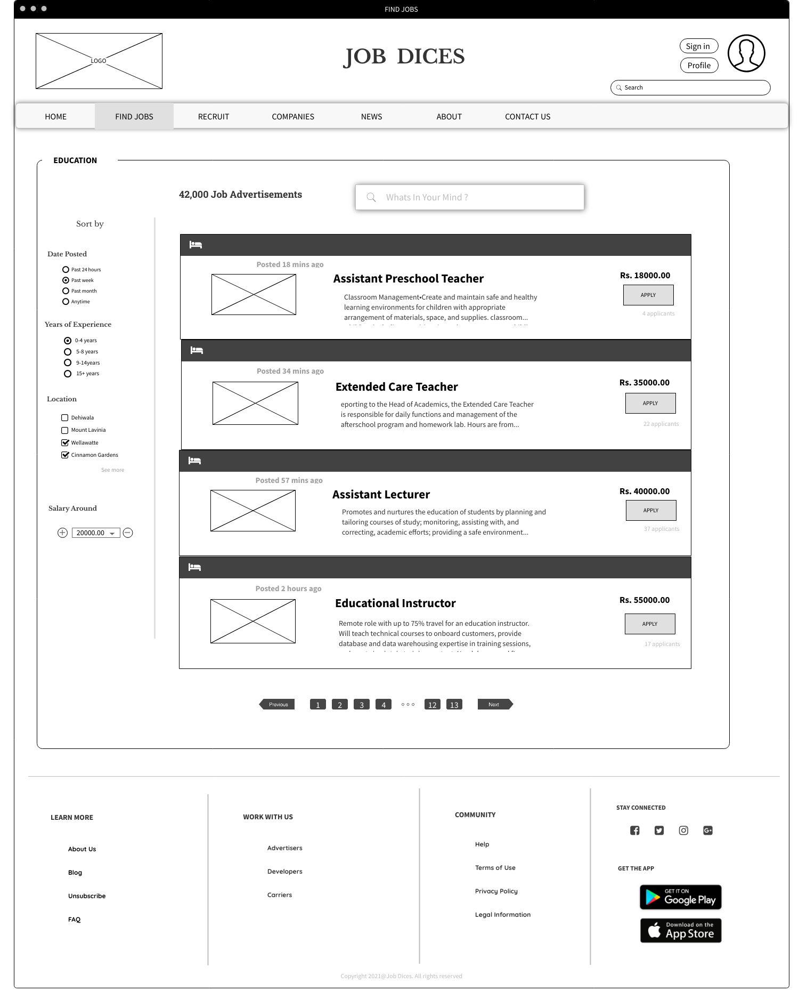 FIND JOBS
LOGO
JOB DICES
Sign in
Profile
Search
HOME FIND JOBS RECRUIT COMPANIES NEWS ABOUT CONTACT US
EDUCATION
42,000 Job Advertisements
Whats In Your Mind ?
Sort by
Date Posted
Past 24 hours
Past week
Past month
Anytime
Years of Experience
0-4 years
5-8 years
9-14years
15+ years
Location
Dehiwala
Mount Lavinia
Wellawatte
Cinnamon Gardens
See more
Salary Around
20000.00
Posted 18 mins ago
Assistant Preschool Teacher
Classroom Management•Create and maintain safe and healthy
learning environments for children with appropriate
arrangement of materials, space, and supplies. classroom...
Rs. 18000.00
APPLY
4 applicants
Posted 34 mins ago
Extended Care Teacher
eporting to the Head of Academics, the Extended Care Teacher
is responsible for daily functions and management of the
afterschool program and homework lab. Hours are from...
Rs. 35000.00
APPLY
22 applicants
Posted 57 mins ago
Assistant Lecturer
Promotes and nurtures the education of students by planning and
tailoring courses of study; monitoring, assisting with, and
correcting, academic efforts; providing a safe environment...
Rs. 40000.00
APPLY
37 applicants
Posted 2 hours ago
Educational Instructor
Remote role with up to 75% travel for an education instructor.
Will teach technical courses to onboard customers, provide
database and data warehousing expertise in training sessions,
Rs. 55000.00
APPLY
17 applicants
Previous 1 2 3 4 12 13 Next
LEARN MORE
About Us
Blog
Unsubscribe
FAQ
WORK WITH US
Advertisers
Developers
Carriers
COMMUNITY
Help
Terms of Use
Privacy Policy
Legal Information
STAY CONNECTED
GET THE APP
GET IT ON
Google Play
Download on the
App Store
Copyright 2021@Job Dices. All rights reserved